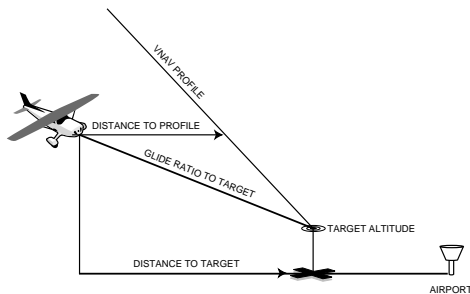 VNAV PROFILE
DISTANCE TO PROFILE
GLIDE RATIO TO TARGET
TARGET ALTITUDE
DISTANCE TO TARGET
AIRPORT